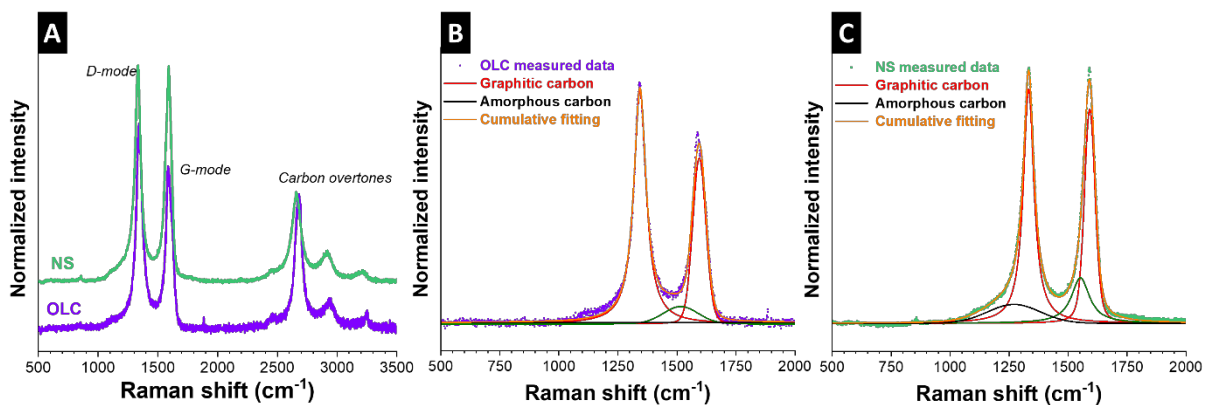 A
D-mode
G-mode
Carbon overtones
NS
OLC
Normalized intensity
500 1000 1500 2000 2500 3000 3500
Raman shift (cm-1)
B
OLC measured data
Graphitic carbon
Amorphous carbon
Cumulative fitting
Normalized intensity
500 750 1000 1250 1500 1750 2000
Raman shift (cm-1)
C
NS measured data
Graphitic carbon
Amorphous carbon
Cumulative fitting
Normalized intensity
500 750 1000 1250 1500 1750 2000
Raman shift (cm-1)